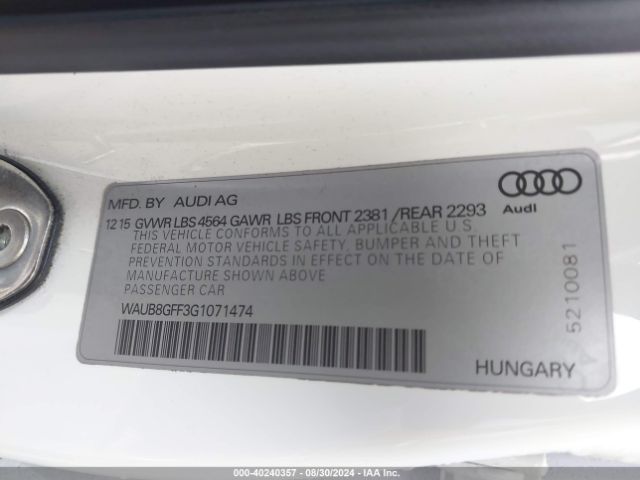 MFD. BY AUDI AG
Audi
12 15 GVWR LBS 4564 GAWR LBS FRONT 2381 / REAR 2293
THIS VEHICLE CONFORMS TO ALL APPLICABLE U.S.
FEDERAL MOTOR VEHICLE SAFETY, BUMPER AND THEFT
PREVENTION STANDARDS IN EFFECT ON THE DATE OF
MANUFACTURE SHOWN ABOVE
PASSENGER CAR
WAUB8GFF3G1071474
5210081
HUNGARY
000-40240357 - 08/30/2024 - IAA Inc.